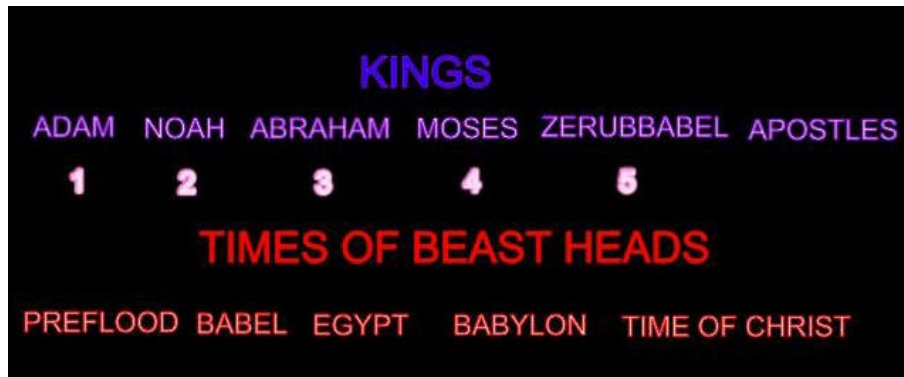 KINGS
ADAM NOAH ABRAHAM MOSES ZERUBBABEL APOSTLES
1 2 3 4 5
TIMES OF BEAST HEADS
PREFLOOD BABEL EGYPT BABYLON TIME OF CHRIST